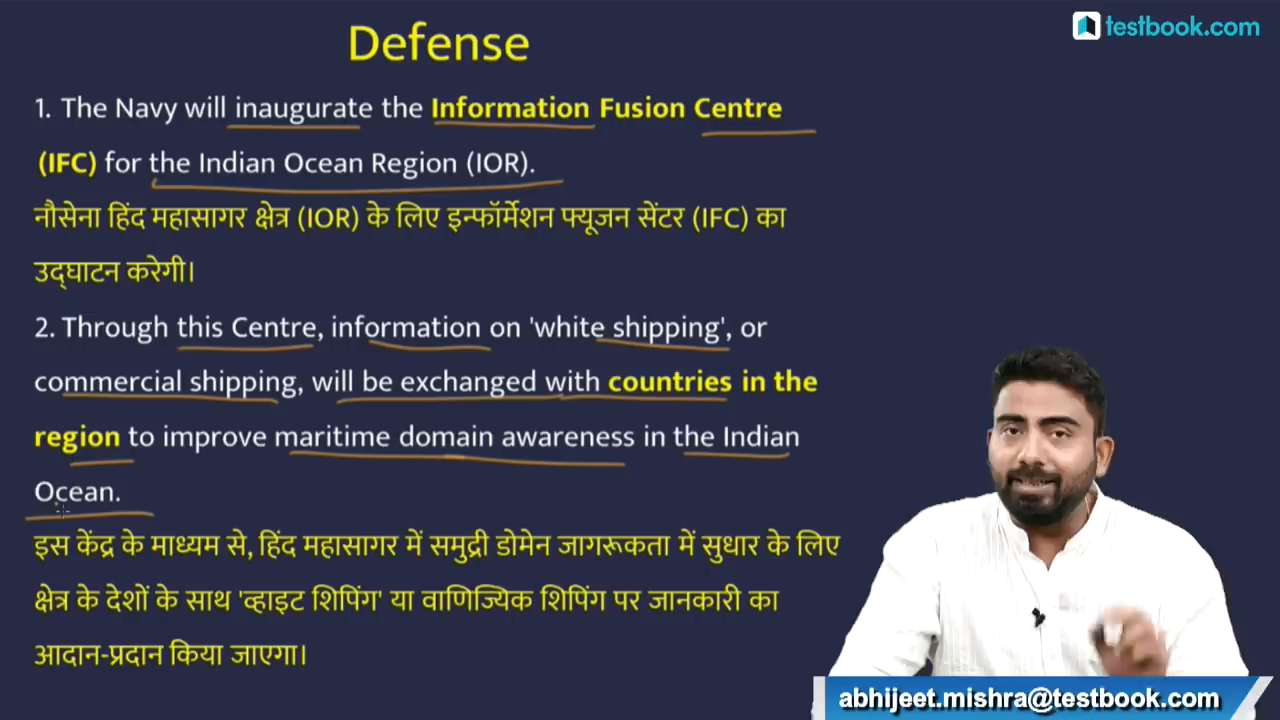 testbook.com
Defense
1. The Navy will inaugurate the Information Fusion Centre
(IFC) for the Indian Ocean Region (IOR).
नौसेना हिंद महासागर क्षेत्र (IOR) के लिए इन्फॉर्मेशन फ्यूजन सेंटर (IFC) का
उद्घाटन करेगी।
2. Through this Centre, information on 'white shipping', or
commercial shipping, will be exchanged with countries in the
region to improve maritime domain awareness in the Indian
Ocean.
इस केंद्र के माध्यम से, हिंद महासागर में समुद्री डोमेन जागरूकता में सुधार के लिए
क्षेत्र के देशों के साथ 'व्हाइट शिपिंग' या वाणिज्यिक शिपिंग पर जानकारी का
आदान-प्रदान किया जाएगा।
abhijeet.mishra@testbook.com